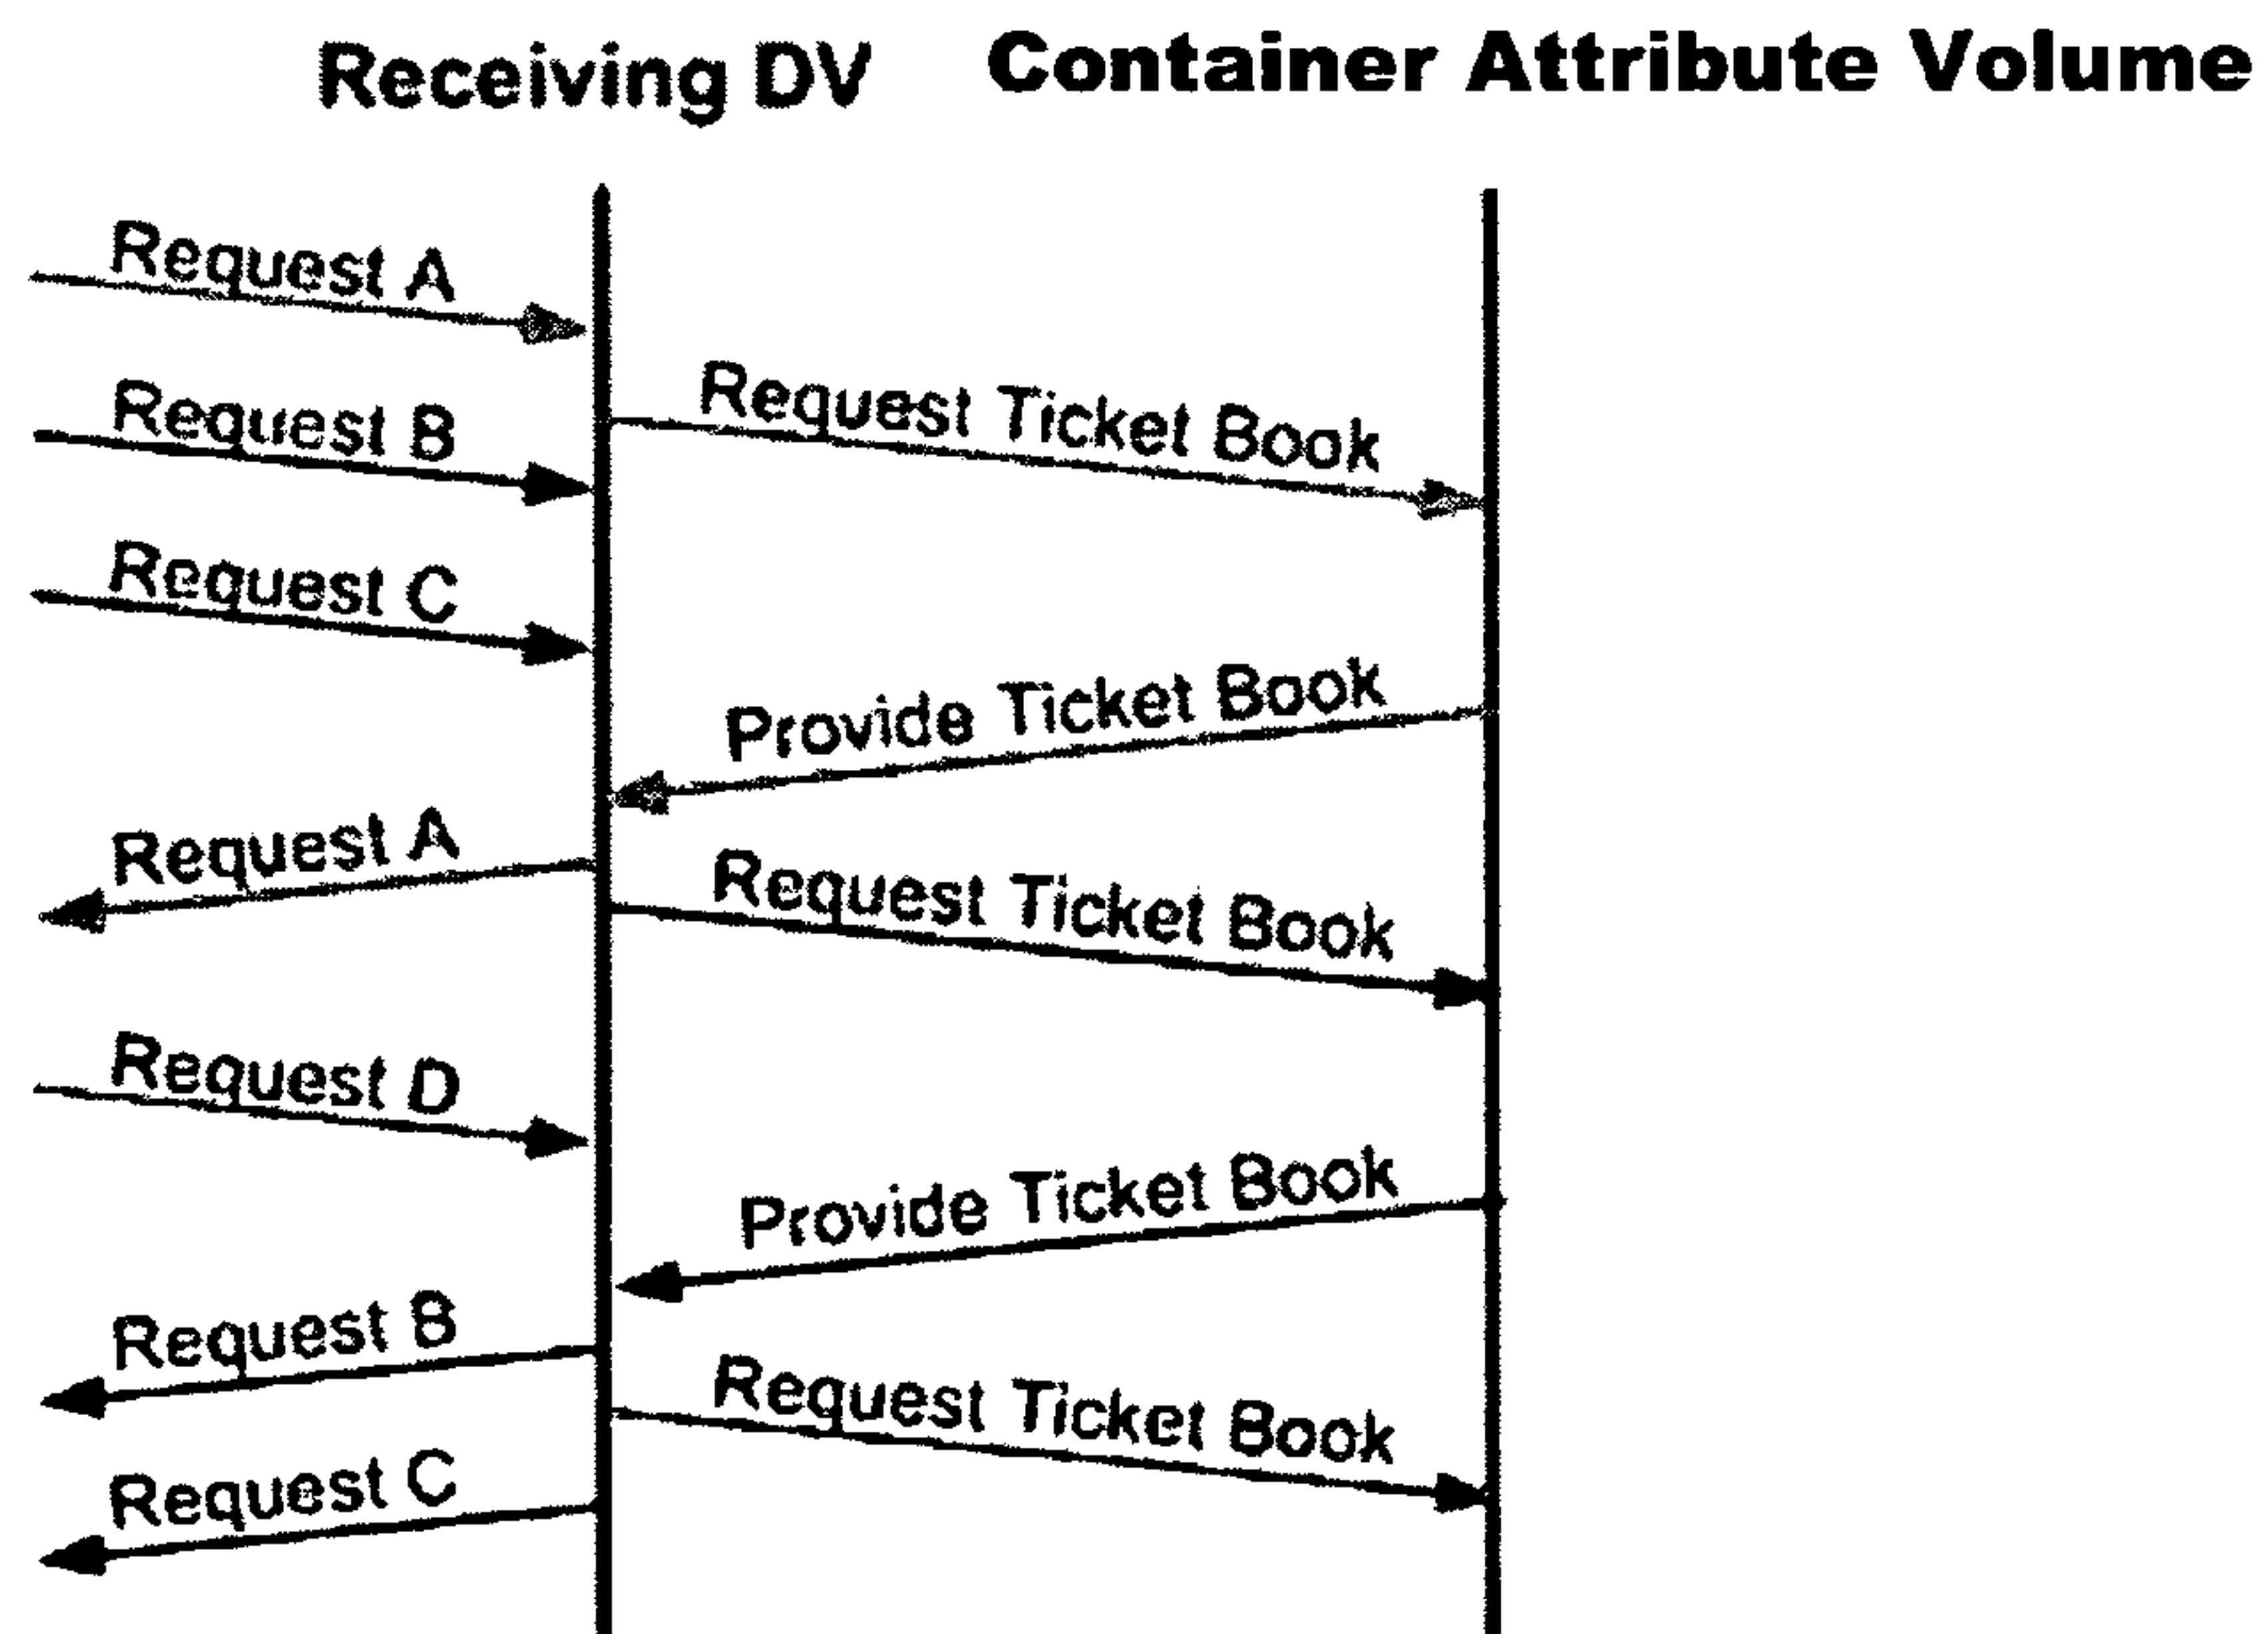 Receiving DV
Container Attribute Volume
Request A
Request B
Request Ticket Book
Request C
Provide Ticket Book
Request A
Request Ticket Book
Request D
Provide Ticket Book
Request B
Request Ticket Book
Request C